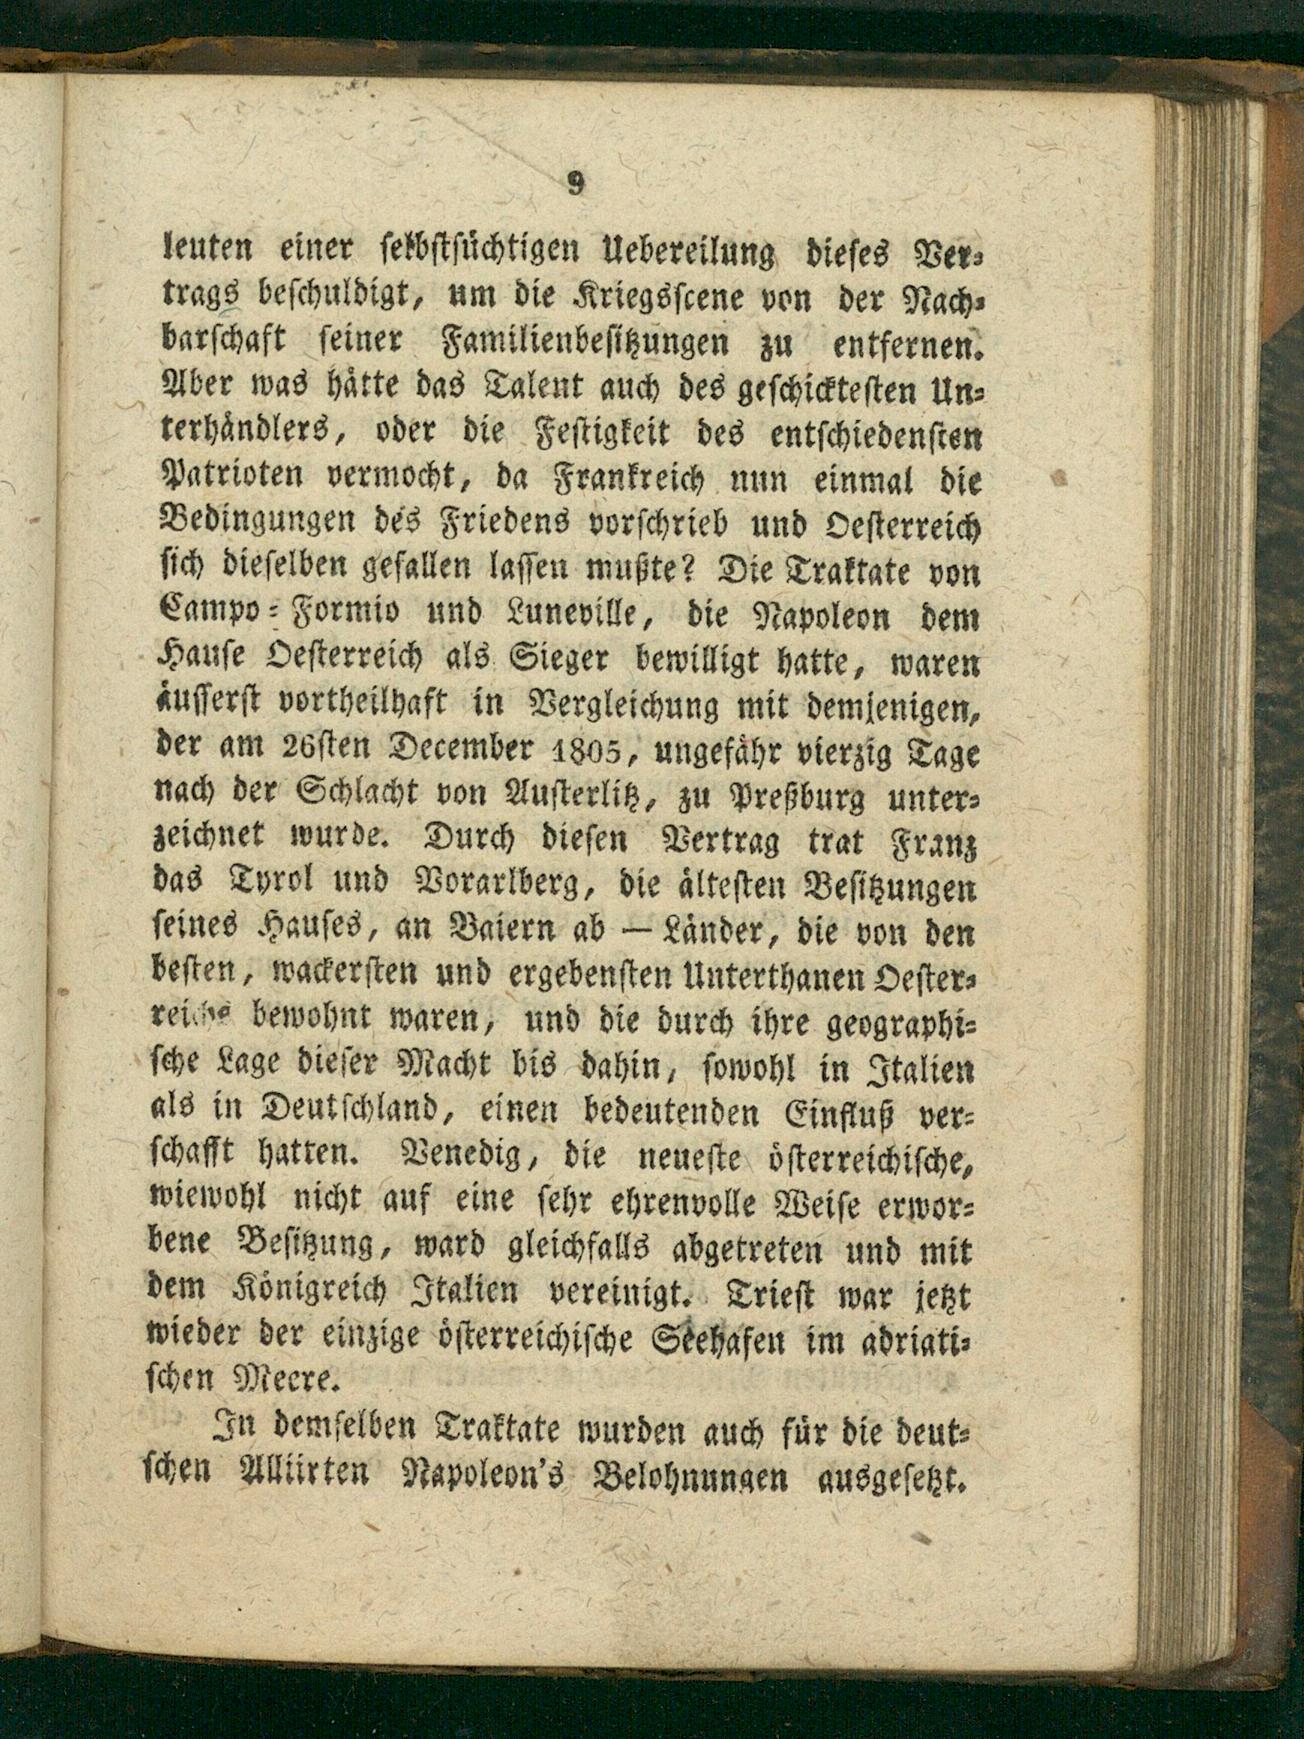 9
leuten einer selbstsüchtigen Uebereilung dieses Ver-
trags beschuldigt, um die Kriegsscene von der Nach-
barschaft seiner Familienbesitzungen zu entfernen.
Aber was hätte das Talent auch des geschicktesten Un-
terhändlers, oder die Festigkeit des entschiedensten
Patrioten vermocht, da Frankreich nun einmal die
Bedingungen des Friedens vorschrieb und Oesterreich
sich dieselben gefallen lassen mußte? Die Traktate von
Campo-Formio und Luneville, die Napoleon dem
Hause Oesterreich als Sieger bewilligt hatte, waren
äusserst vortheilhaft in Vergleichung mit demjenigen,
der am 26sten December 1805, ungefähr vierzig Tage
nach der Schlacht von Austerlitz, zu Preßburg unter-
zeichnet wurde. Durch diesen Vertrag trat Franz
das Tyrol und Vorarlberg, die ältesten Besitzungen
seines Hauses, an Baiern ab — Länder, die von den
besten, wackersten und ergebensten Unterthanen Oester-
reichs bewohnt waren, und die durch ihre geographi-
sche Lage dieser Macht bis dahin, sowohl in Italien
als in Deutschland, einen bedeutenden Einfluß ver-
schafft hatten. Venedig, die neueste österreichische,
wiewohl nicht auf eine sehr ehrenvolle Weise erwor-
bene Besitzung, ward gleichfalls abgetreten und mit
dem Königreich Italien vereinigt. Triest war jetzt
wieder der einzige österreichische Seehafen im adriati-
schen Meere.
In demselben Traktate wurden auch für die deut-
schen Alliirten Napoleon's Belohnungen ausgesetzt.